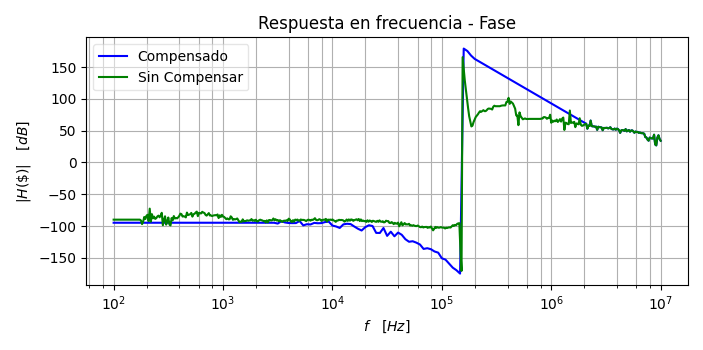 Respuesta en frecuencia - Fase
Compensado
Sin Compensar
|H($)| [dB]
150
100
50
0
−50
−100
−150
10² 10³ 10⁴ 10⁵ 10⁶ 10⁷
f [Hz]